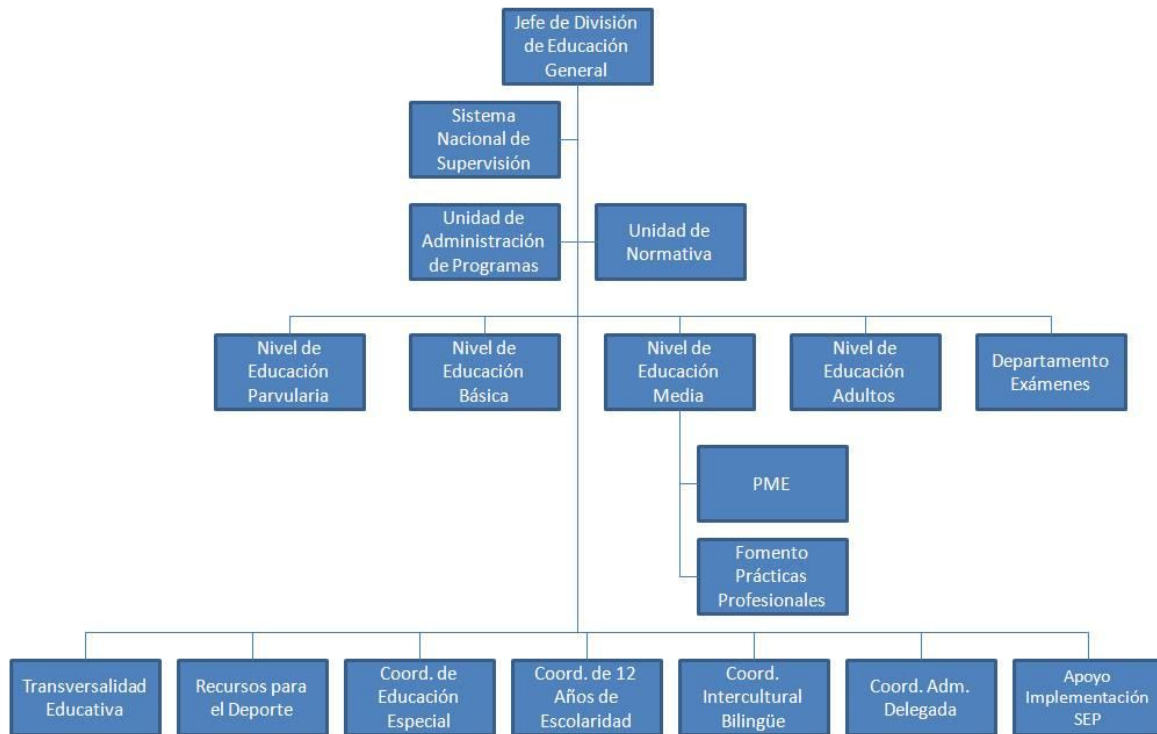 Jefe de División
de Educación
General
Sistema
Nacional de
Supervisión
Unidad de
Administración
de Programas
Unidad de
Normativa
Nivel de
Educación
Parvularia
Nivel de
Educación
Básica
Nivel de
Educación
Media
Nivel de
Educación
Adultos
Departamento
Exámenes
PME
Fomento
Prácticas
Profesionales
Transversalidad
Educativa
Recursos para
el Deporte
Coord. de
Educación
Especial
Coord. de 12
Años de
Escolaridad
Coord.
Intercultural
Bilingüe
Coord. Adm.
Delegada
Apoyo
Implementación
SEP